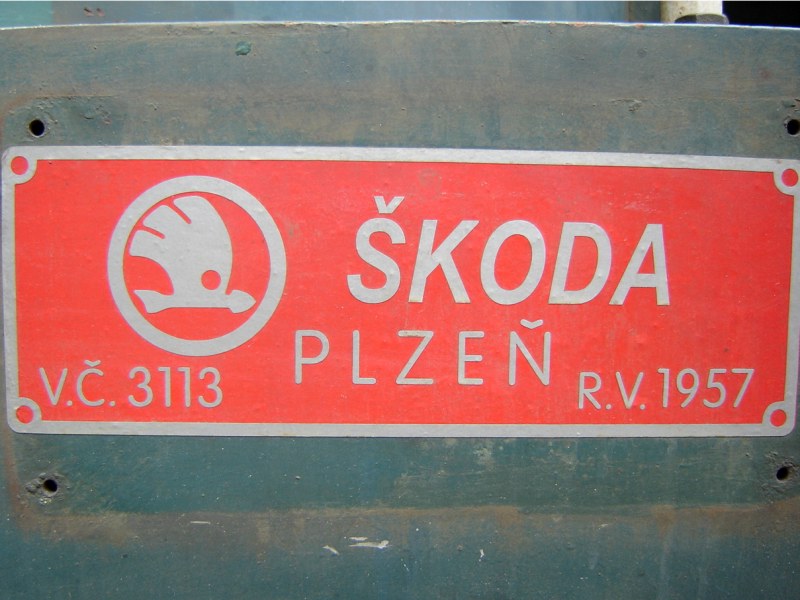 ŠKODA
PLZEŇ
V.Č. 3113
R.V. 1957